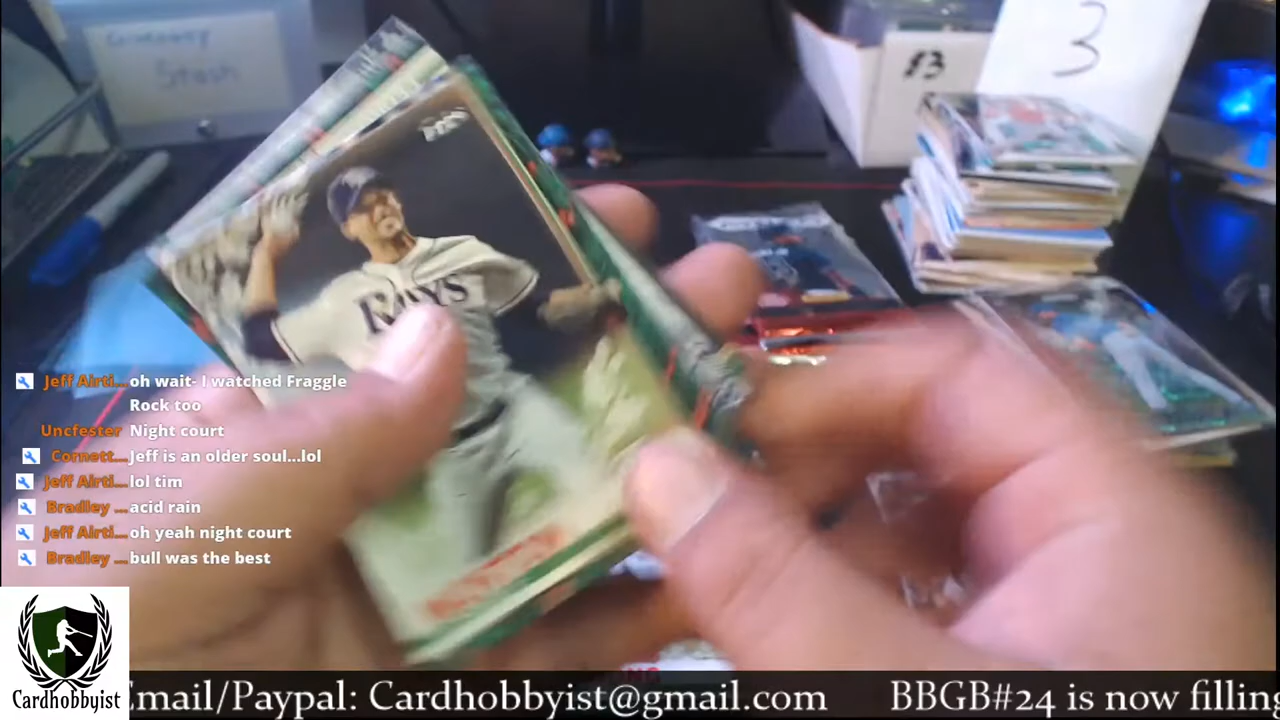 Giveaway
Stash
$3
3
RAYS
Jeff Airti... oh wait- I watched Fraggle
Rock too
Uncfester Night court
Cornett... Jeff is an older soul...lol
Jeff Airti... lol tim
Bradley ... acid rain
Jeff Airti... oh yeah night court
Bradley ... bull was the best
Cardhobbyist
Email/Paypal: Cardhobbyist@gmail.com BBGB#24 is now filling